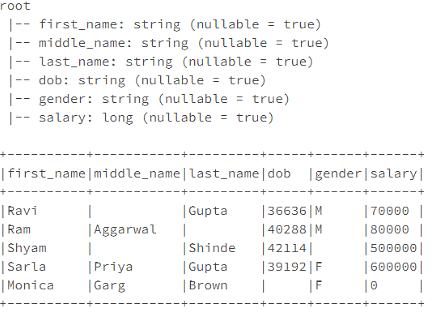 root
 |-- first_name: string (nullable = true)
 |-- middle_name: string (nullable = true)
 |-- last_name: string (nullable = true)
 |-- dob: string (nullable = true)
 |-- gender: string (nullable = true)
 |-- salary: long (nullable = true)

+----------+-----------+---------+-----+------+------+
|first_name|middle_name|last_name|dob  |gender|salary|
+----------+-----------+---------+-----+------+------+
|Ravi      |           |Gupta    |36636|M     |70000 |
|Ram       |Aggarwal   |         |40288|M     |80000 |
|Shyam     |           |Shinde   |42114|      |500000|
|Sarla     |Priya      |Gupta    |39192|F     |600000|
|Monica    |Garg       |Brown    |     |F     |0     |
+----------+-----------+---------+-----+------+------+